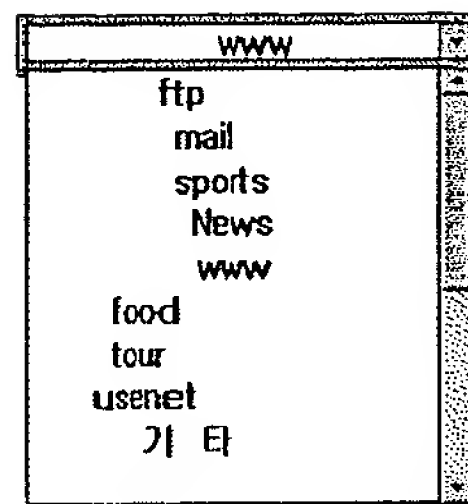 www
ftp
mail
sports
News
www
food
tour
usenet
기 타